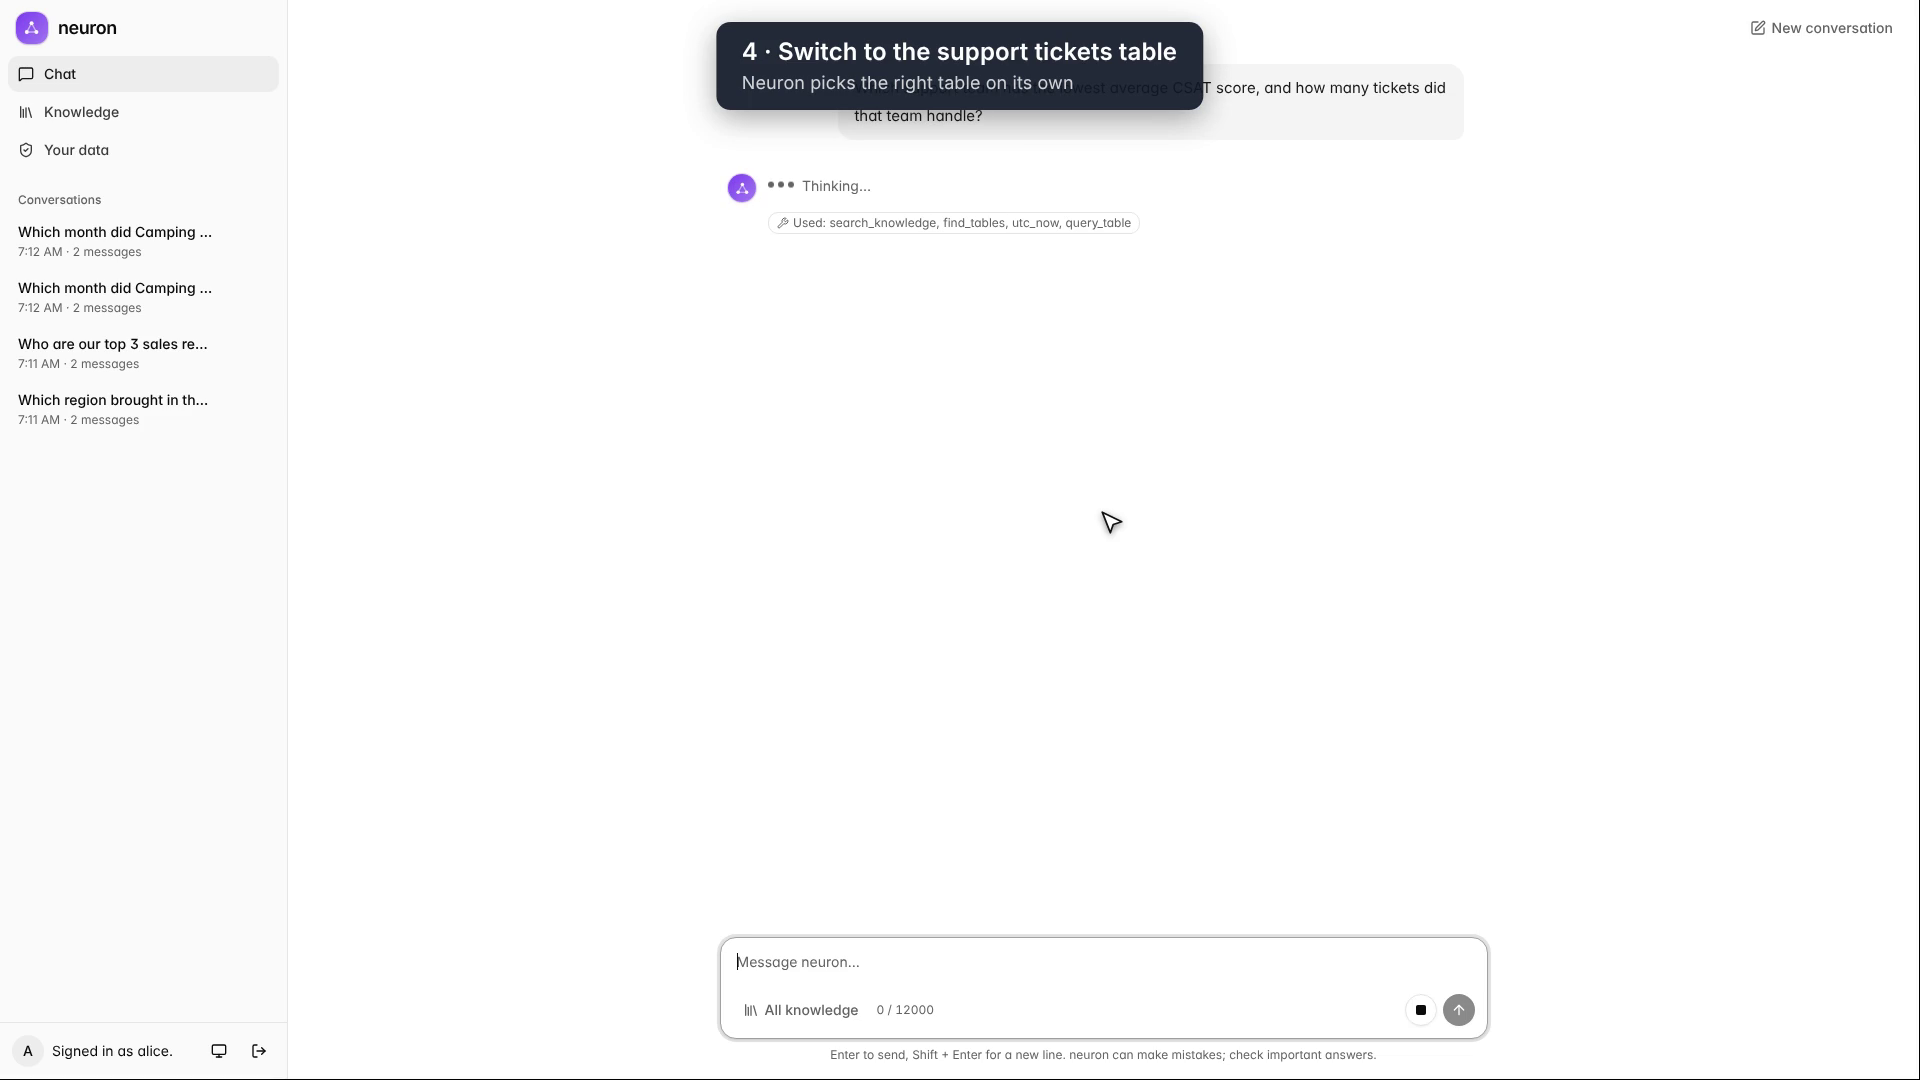 neuron
Chat
Knowledge
Your data
Conversations
Which month did Camping ...
7:12 AM · 2 messages
Which month did Camping ...
7:12 AM · 2 messages
Who are our top 3 sales re...
7:11 AM · 2 messages
Which region brought in th...
7:11 AM · 2 messages
A
Signed in as alice.
New conversation
4 · Switch to the support tickets table
Neuron picks the right table on its own
lowest average CSAT score, and how many tickets did
that team handle?
Thinking...
Used: search_knowledge, find_tables, utc_now, query_table
Message neuron...
All knowledge
0 / 12000
Enter to send, Shift + Enter for a new line. neuron can make mistakes; check important answers.